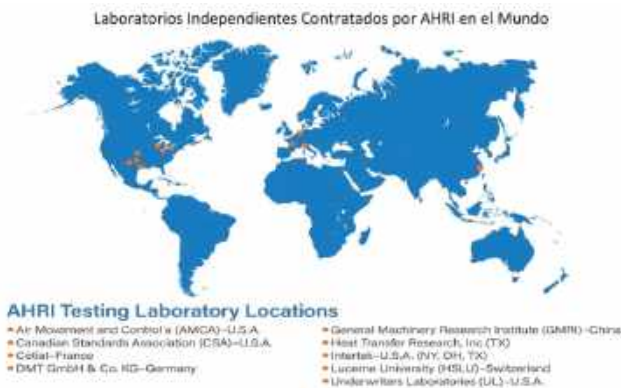 Laboratorios Independientes Contratados por AHRI en el Mundo
AHRI Testing Laboratory Locations
Air Movement and Control's (AMCA)–U.S.A.
Canadian Standards Association (CSA)–U.S.A.
Cetiat–France
DMT GmbH & Co. KG–Germany
General Machinery Research Institute (GMRI)–China
Heat Transfer Research, Inc (TX)
Intertek–U.S.A. (NY, OH, TX)
Lucerne University (HSLU)–Switzerland
Underwriters Laboratories (UL)–U.S.A.